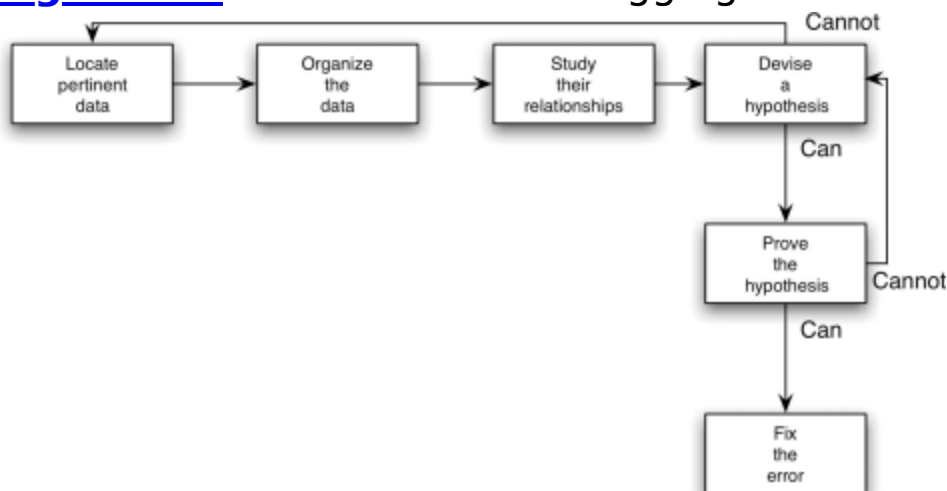 Cannot
Locate
pertinent
data
Organize
the
data
Study
their
relationships
Devise
a
hypothesis
Can
Prove
the
hypothesis
Cannot
Can
Fix
the
error